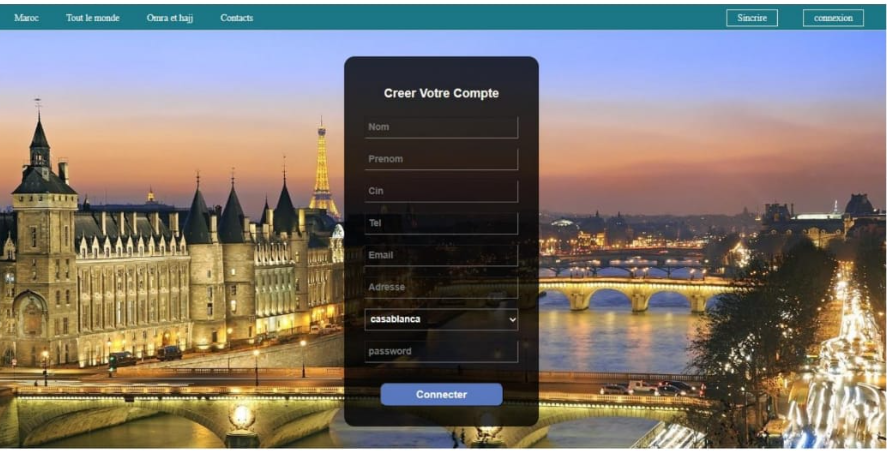 Maroc Tout le monde Omra et hajj Contacts Sincrire connexion
Creer Votre Compte
Nom
Prenom
Cin
Tel
Email
Adresse
casablanca
password
Connecter